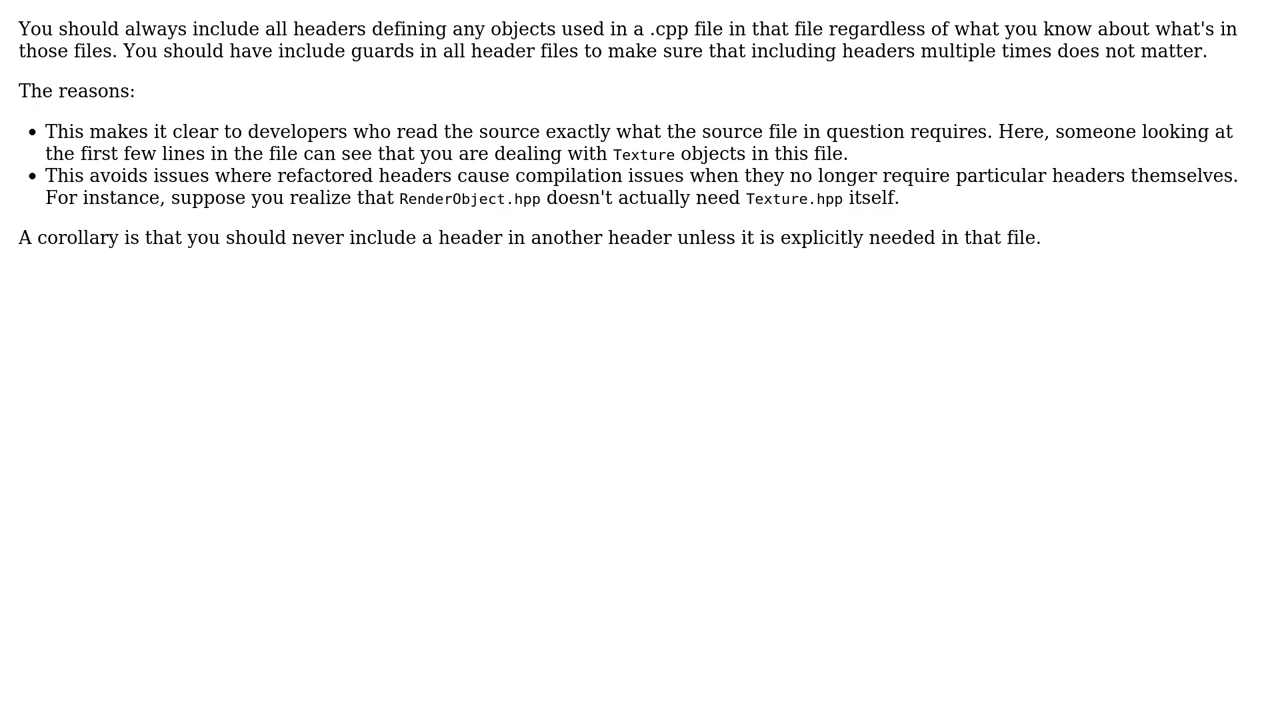 You should always include all headers defining any objects used in a .cpp file in that file regardless of what you know about what's in
those files. You should have include guards in all header files to make sure that including headers multiple times does not matter.
The reasons:
• This makes it clear to developers who read the source exactly what the source file in question requires. Here, someone looking at
the first few lines in the file can see that you are dealing with Texture objects in this file.
• This avoids issues where refactored headers cause compilation issues when they no longer require particular headers themselves.
For instance, suppose you realize that RenderObject.hpp doesn't actually need Texture.hpp itself.
A corollary is that you should never include a header in another header unless it is explicitly needed in that file.